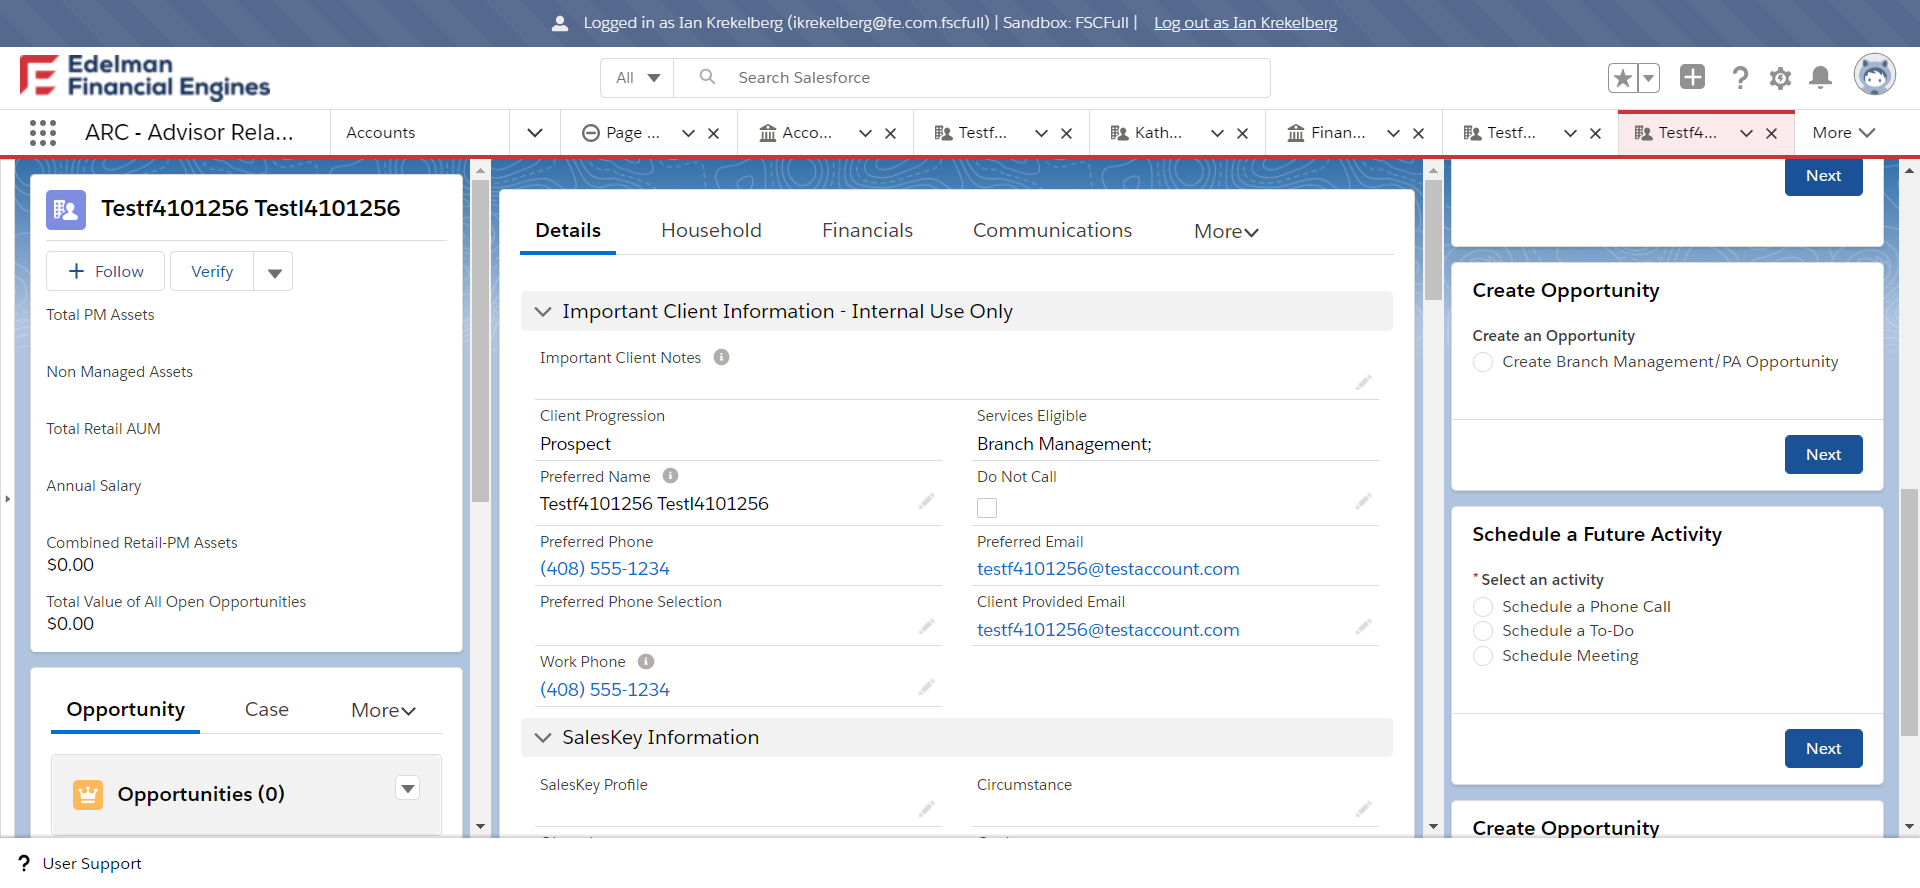 Logged in as Ian Krekelberg (ikrekelberg@fe.com.fscfull) | Sandbox: FSCFull | Log out as Ian Krekelberg
Edelman
Financial Engines
All
Search Salesforce
ARC - Advisor Rela...
Accounts
Page ...
Acco...
Testf...
Kath...
Finan...
Testf...
Testf4...
More
Testf4101256 Testl4101256
Follow
Verify
Total PM Assets
Non Managed Assets
Total Retail AUM
Annual Salary
Combined Retail-PM Assets
$0.00
Total Value of All Open Opportunities
$0.00
Opportunity
Case
More
Opportunities (0)
Details
Household
Financials
Communications
More
Important Client Information - Internal Use Only
Important Client Notes
Client Progression
Prospect
Services Eligible
Branch Management;
Preferred Name
Testf4101256 Testl4101256
Do Not Call
Preferred Phone
(408) 555-1234
Preferred Email
testf4101256@testaccount.com
Preferred Phone Selection
Client Provided Email
testf4101256@testaccount.com
Work Phone
(408) 555-1234
SalesKey Information
SalesKey Profile
Circumstance
Next
Create Opportunity
Create an Opportunity
Create Branch Management/PA Opportunity
Next
Schedule a Future Activity
*Select an activity
Schedule a Phone Call
Schedule a To-Do
Schedule Meeting
Next
Create Opportunity
? User Support